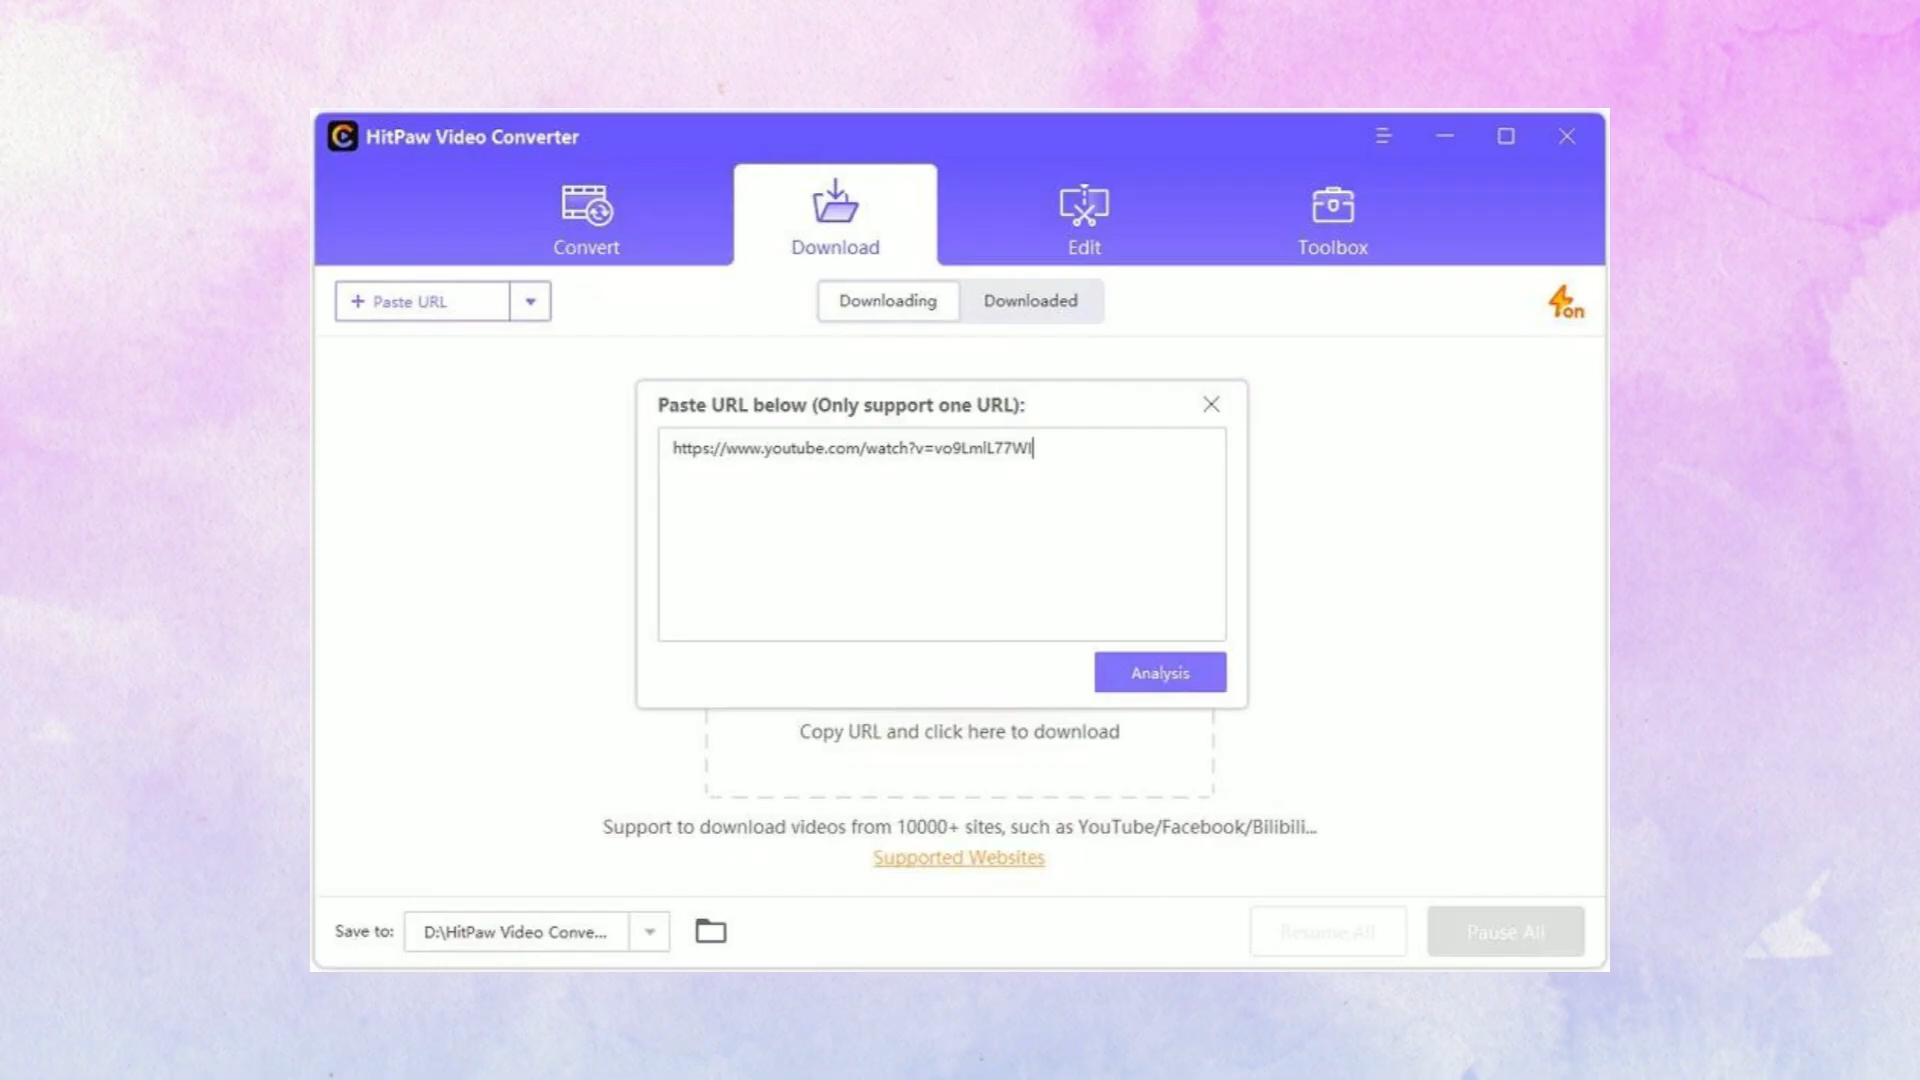 HitPaw Video Converter
Convert
Download
Edit
Toolbox
+ Paste URL
Downloading
Downloaded
on
Paste URL below (Only support one URL):
https://www.youtube.com/watch?v=vo9LmlL77WI
Analysis
Copy URL and click here to download
Support to download videos from 10000+ sites, such as YouTube/Facebook/Bilibili...
Supported Websites
Save to:
D:\HitPaw Video Conve...
Resume All
Pause All